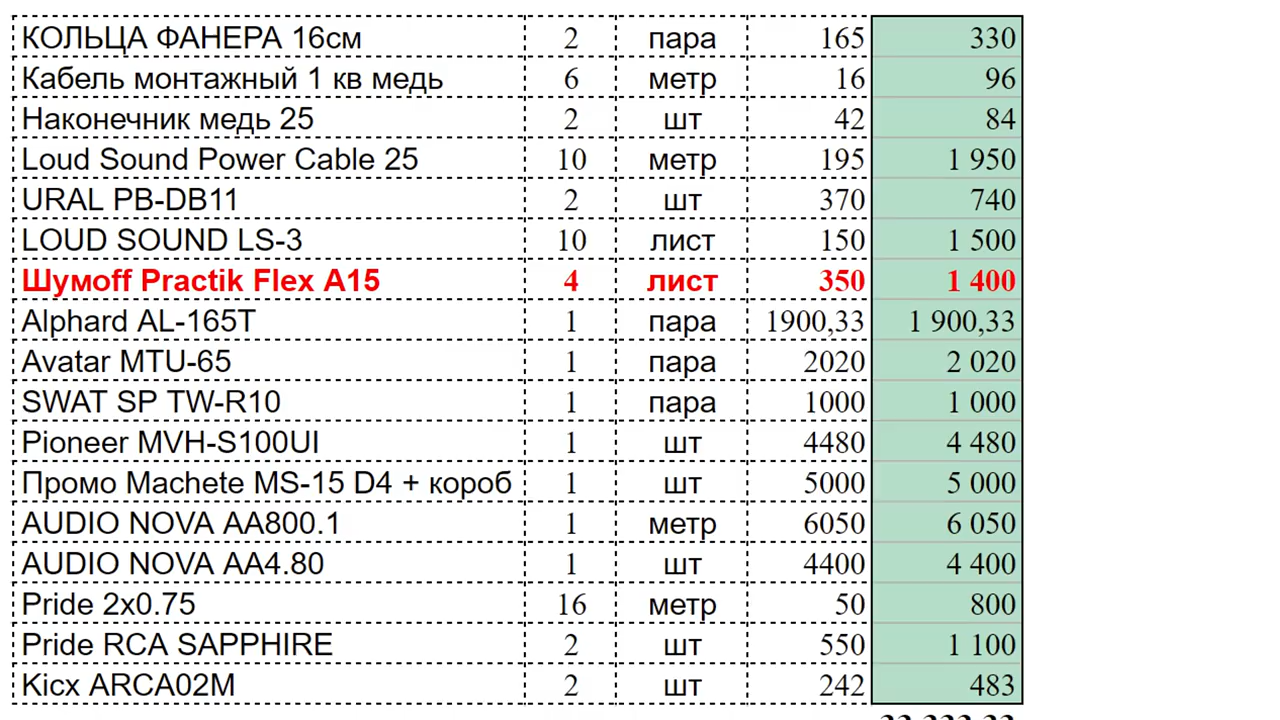 КОЛЬЦА ФАНЕРА 16см 2 пара 165 330
Кабель монтажный 1 кв медь 6 метр 16 96
Наконечник медь 25 2 шт 42 84
Loud Sound Power Cable 25 10 метр 195 1 950
URAL PB-DB11 2 шт 370 740
LOUD SOUND LS-3 10 лист 150 1 500
Шумоff Practik Flex A15 4 лист 350 1 400
Alphard AL-165T 1 пара 1900,33 1 900,33
Avatar MTU-65 1 пара 2020 2 020
SWAT SP TW-R10 1 пара 1000 1 000
Pioneer MVH-S100UI 1 шт 4480 4 480
Промо Machete MS-15 D4 + короб 1 шт 5000 5 000
AUDIO NOVA AA800.1 1 метр 6050 6 050
AUDIO NOVA AA4.80 1 шт 4400 4 400
Pride 2x0.75 16 метр 50 800
Pride RCA SAPPHIRE 2 шт 550 1 100
Kicx ARCA02M 2 шт 242 483